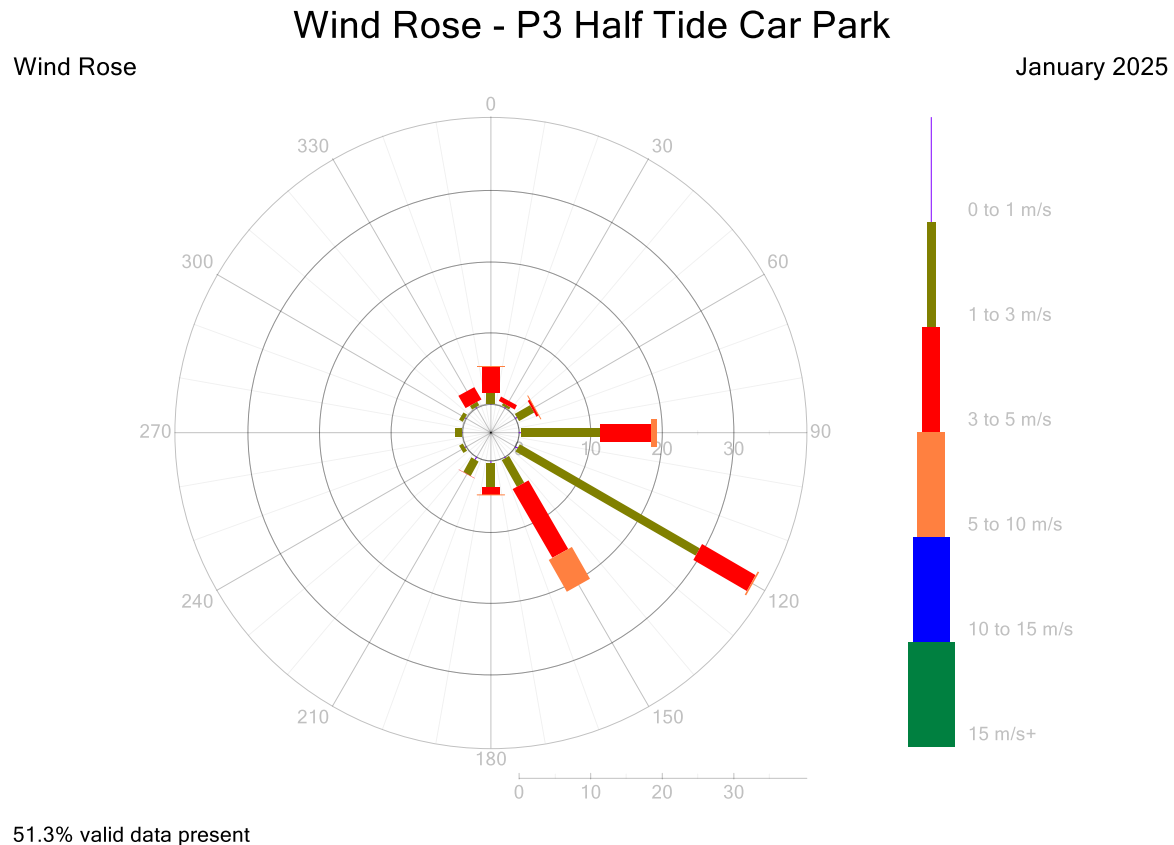 Wind Rose - P3 Half Tide Car Park
Wind Rose
January 2025
0
330
30
300
60
270
90
0 10 20 30
240
120
210
150
180
0 10 20 30
0 to 1 m/s
1 to 3 m/s
3 to 5 m/s
5 to 10 m/s
10 to 15 m/s
15 m/s+
51.3% valid data present